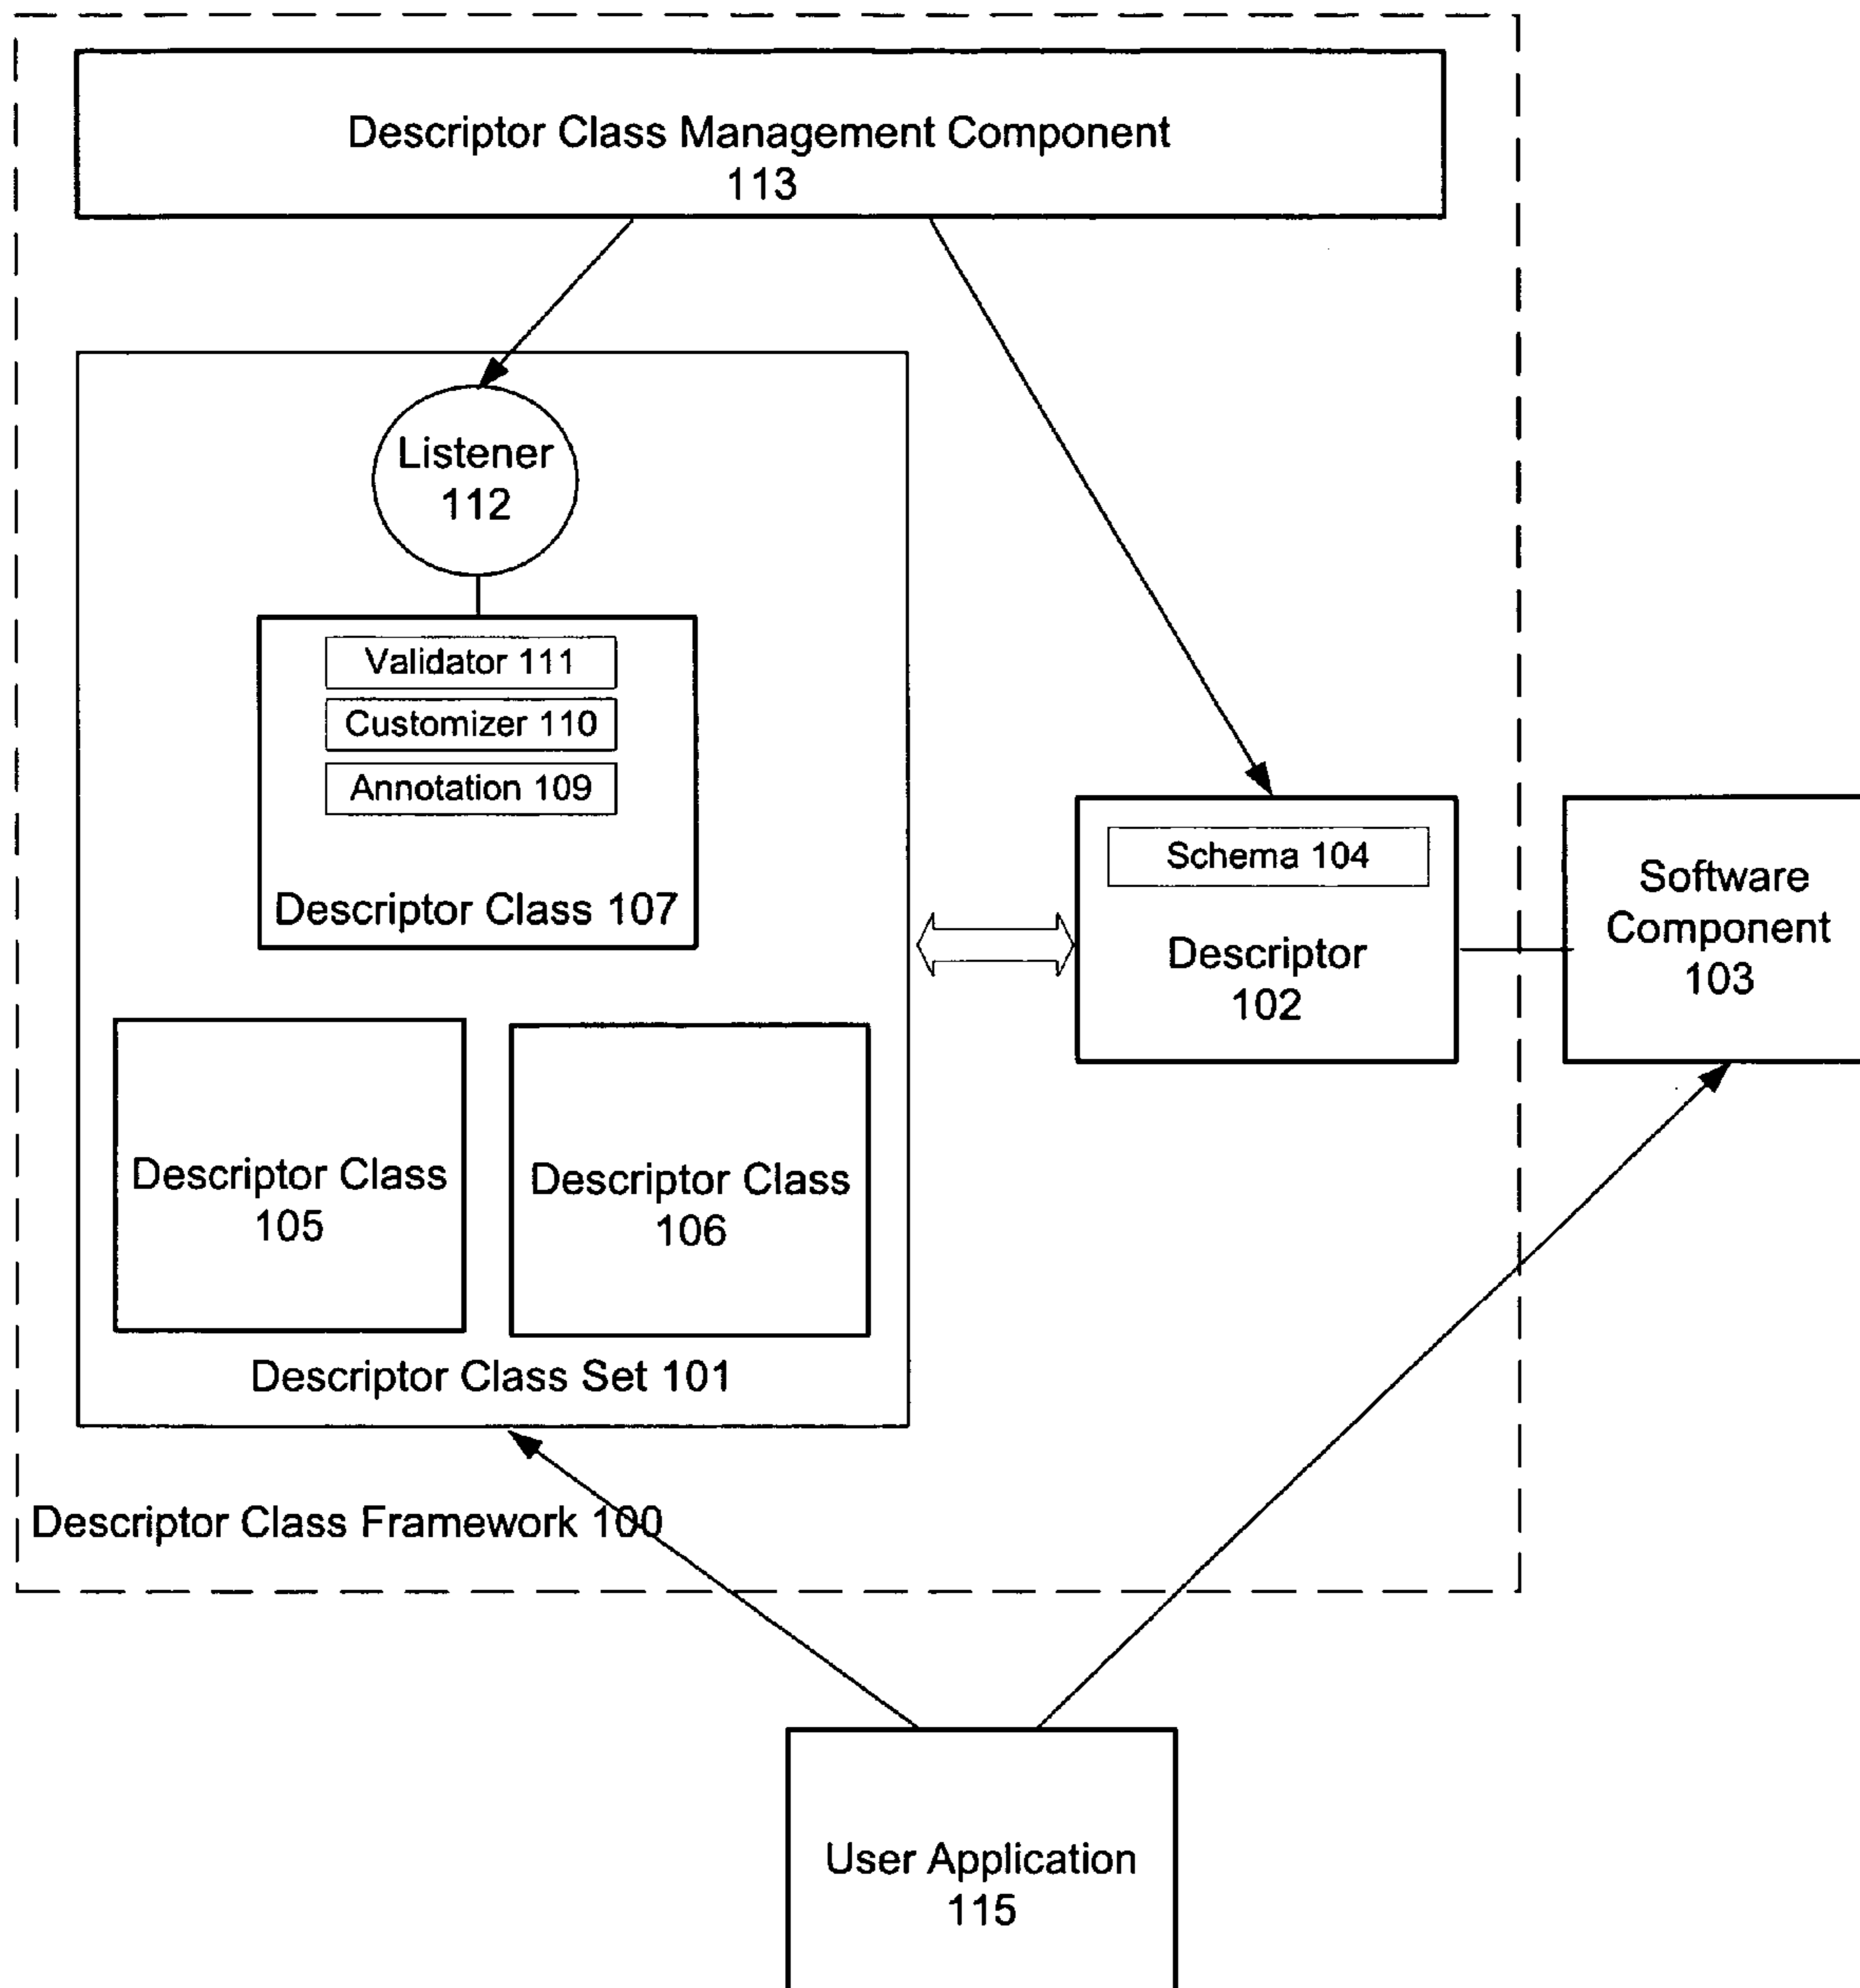 Descriptor Class Management Component
113
Listener
112
Validator 111
Customizer 110
Annotation 109
Descriptor Class 107
Schema 104
Descriptor
102
Software
Component
103
Descriptor Class
105
Descriptor Class
106
Descriptor Class Set 101
Descriptor Class Framework 100
User Application
115